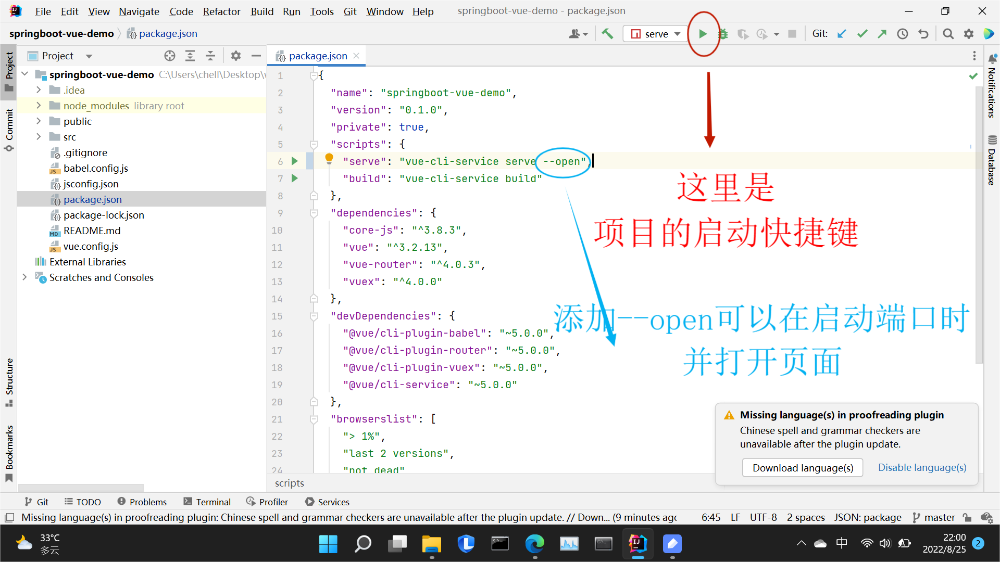 File Edit View Navigate Code Refactor Build Run Tools Git Window Help springboot-vue-demo - package.json
springboot-vue-demo package.json serve Git:
Project
package.json
springboot-vue-demo C:\Users\chell\Desktop\
.idea
node_modules library root
public
src
.gitignore
babel.config.js
jsconfig.json
package.json
package-lock.json
README.md
vue.config.js
External Libraries
Scratches and Consoles
Project
Commit
Structure
Bookmarks
1 {
2 "name": "springboot-vue-demo",
3 "version": "0.1.0",
4 "private": true,
5 "scripts": {
6 "serve": "vue-cli-service serve --open",
7 "build": "vue-cli-service build"
8 },
9 "dependencies": {
10 "core-js": "^3.8.3",
11 "vue": "^3.2.13",
12 "vue-router": "^4.0.3",
13 "vuex": "^4.0.0"
14 },
15 "devDependencies": {
16 "@vue/cli-plugin-babel": "~5.0.0",
17 "@vue/cli-plugin-router": "~5.0.0",
18 "@vue/cli-plugin-vuex": "~5.0.0",
19 "@vue/cli-service": "~5.0.0"
20 },
21 "browserslist": [
22 "> 1%",
23 "last 2 versions",
24 "not dead"
这里是
项目的启动快捷键
添加--open可以在启动端口时
并打开页面
Notifications
Database
Missing language(s) in proofreading plugin
Chinese spell and grammar checkers are
unavailable after the plugin update.
Download language(s) Disable language(s)
scripts
Git TODO Problems Terminal Profiler Services
Missing language(s) in proofreading plugin: Chinese spell and grammar checkers are unavailable after the plugin update. // Down... (9 minutes ago 6:45 LF UTF-8 2 spaces JSON: package master
33°C
多云
中
22:00
2022/8/25
2